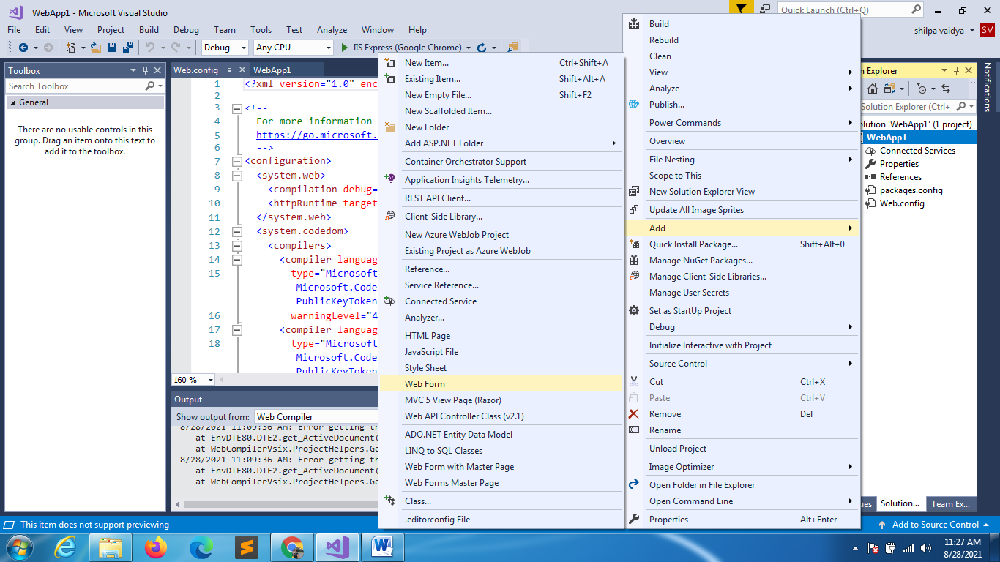 WebApp1 - Microsoft Visual Studio
Quick Launch (Ctrl+Q)
File Edit View Project Build Debug Team Tools Test Analyze Window Help
shilpa vaidya SV
Debug Any CPU IIS Express (Google Chrome)
Toolbox
Search Toolbox
General
There are no usable controls in this
group. Drag an item onto this text to
add it to the toolbox.
Web.config WebApp1
1 <?xml version="1.0" enc
2
3 <!--
4 For more information
5 https://go.microsoft.
6 -->
7 <configuration>
8 <system.web>
9 <compilation debug=
10 <httpRuntime target
11 </system.web>
12 <system.codedom>
13 <compilers>
14 <compiler languag
15 type="Microsoft
Microsoft.Code
PublicKeyToken
16 warningLevel="4
17 <compiler languag
18 type="Microsoft
Microsoft.Code
PublicKeyToken
160 %
Output
Show output from: Web Compiler
8/28/2021 11:09:36 AM: Error getting th
at EnvDTE80.DTE2.get_ActiveDocument(
at WebCompilerVsix.ProjectHelpers.Ge
8/28/2021 11:09:36 AM: Error getting th
at EnvDTE80.DTE2.get_ActiveDocument(
at WebCompilerVsix.ProjectHelpers.Ge
New Item... Ctrl+Shift+A
Existing Item... Shift+Alt+A
New Empty File... Shift+F2
New Scaffolded Item...
New Folder
Add ASP.NET Folder
Container Orchestrator Support
Application Insights Telemetry...
REST API Client...
Client-Side Library...
New Azure WebJob Project
Existing Project as Azure WebJob
Reference...
Service Reference...
Connected Service
Analyzer...
HTML Page
JavaScript File
Style Sheet
Web Form
MVC 5 View Page (Razor)
Web API Controller Class (v2.1)
ADO.NET Entity Data Model
LINQ to SQL Classes
Web Form with Master Page
Web Forms Master Page
Class...
.editorconfig File
Build
Rebuild
Clean
View
Analyze
Publish...
Power Commands
Overview
File Nesting
Scope to This
New Solution Explorer View
Update All Image Sprites
Add
Quick Install Package... Shift+Alt+0
Manage NuGet Packages...
Manage Client-Side Libraries...
Manage User Secrets
Set as StartUp Project
Debug
Initialize Interactive with Project
Source Control
Cut Ctrl+X
Paste Ctrl+V
Remove Del
Rename
Unload Project
Image Optimizer
Open Folder in File Explorer
Open Command Line
Properties Alt+Enter
n Explorer
Solution Explorer (Ctrl+
olution 'WebApp1' (1 project)
WebApp1
Connected Services
Properties
References
packages.config
Web.config
Notifications
ies Solution... Team Ex...
This item does not support previewing
Add to Source Control
11:27 AM
8/28/2021